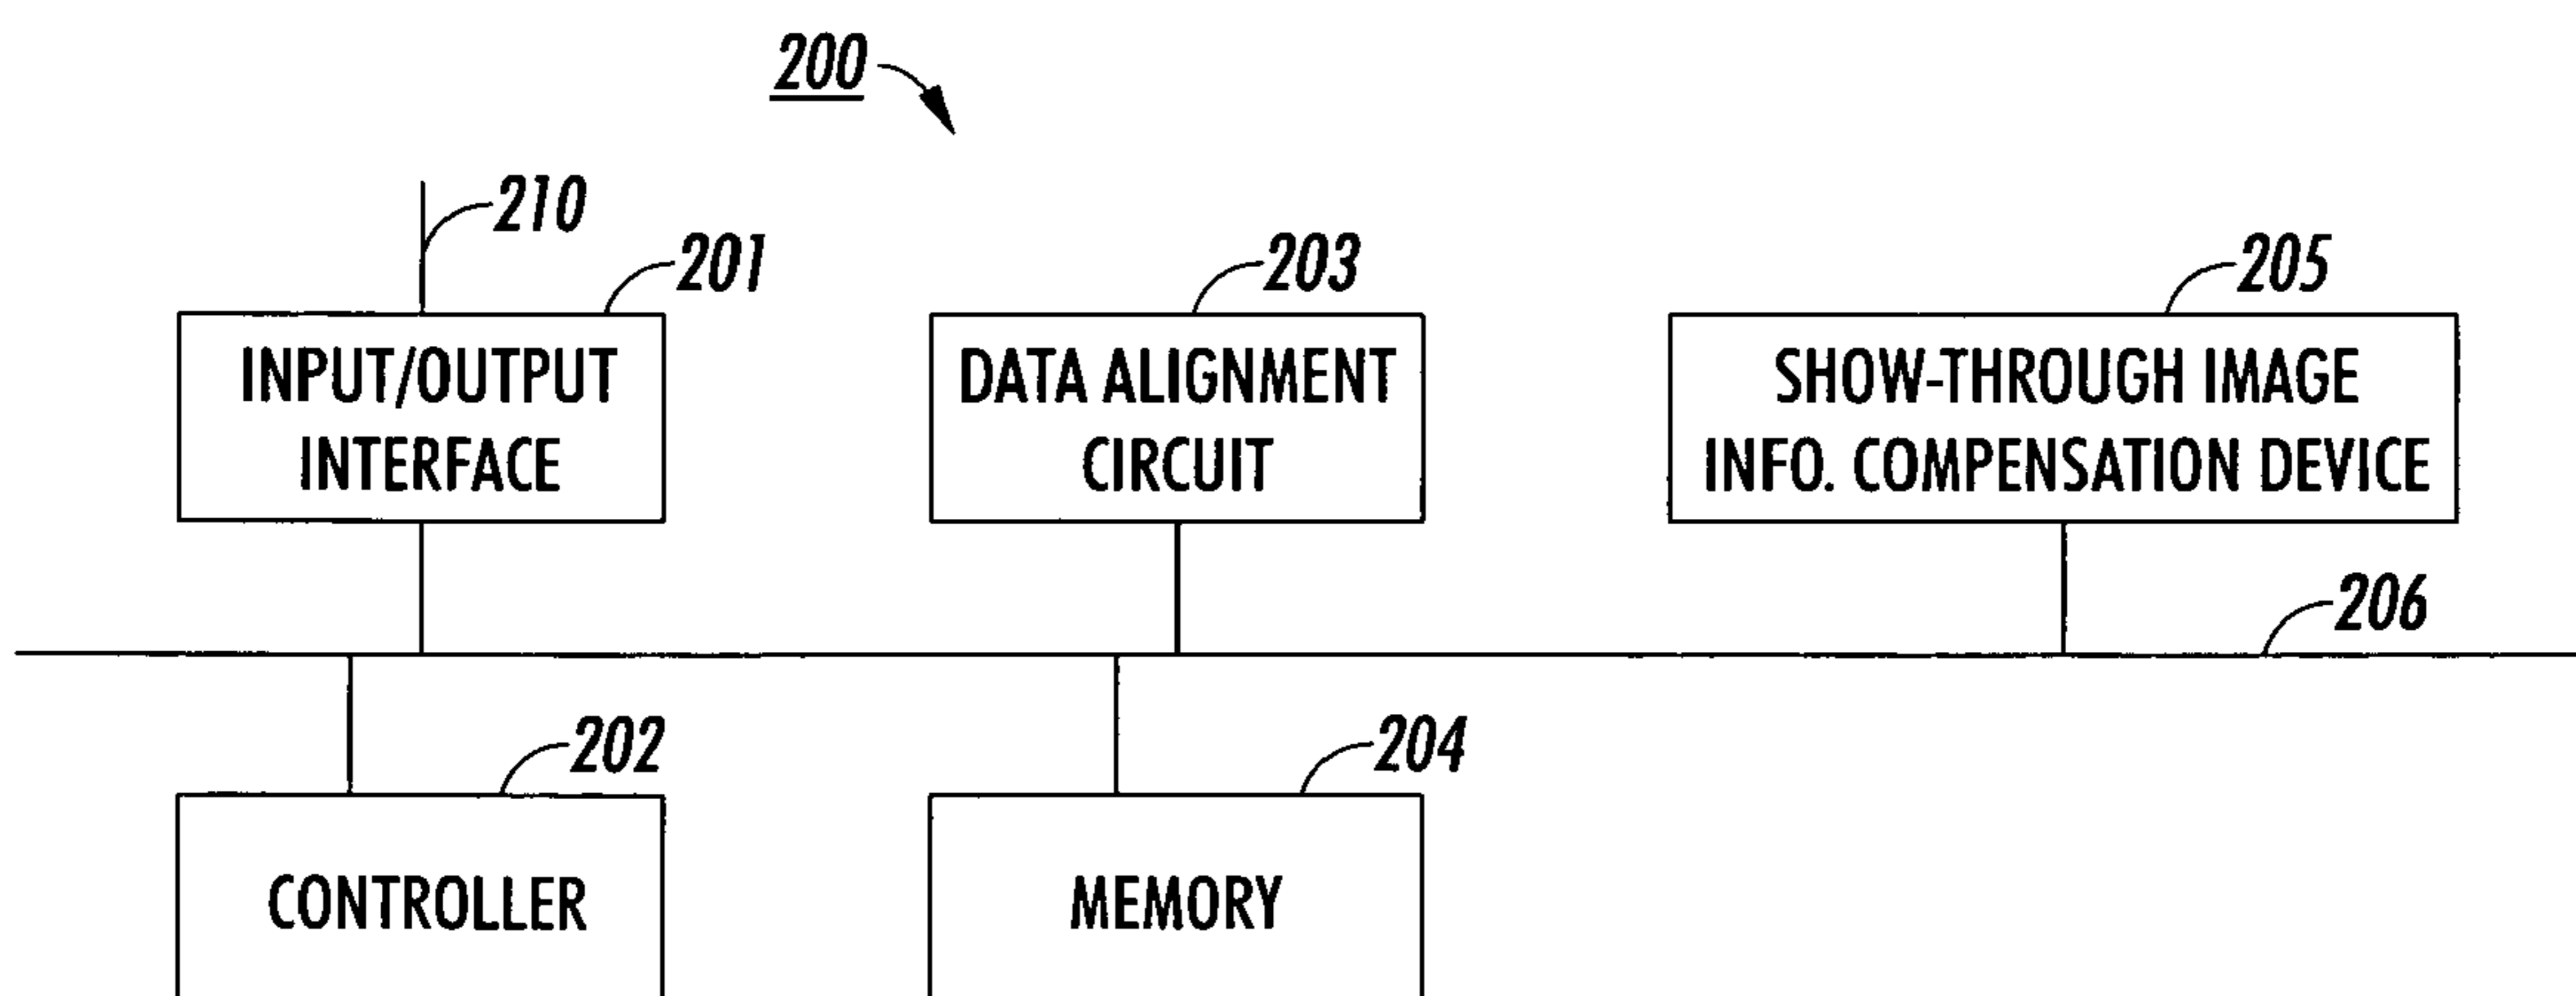 200
210
201
203
205
INPUT/OUTPUT
INTERFACE
DATA ALIGNMENT
CIRCUIT
SHOW-THROUGH IMAGE
INFO. COMPENSATION DEVICE
206
202
204
CONTROLLER
MEMORY